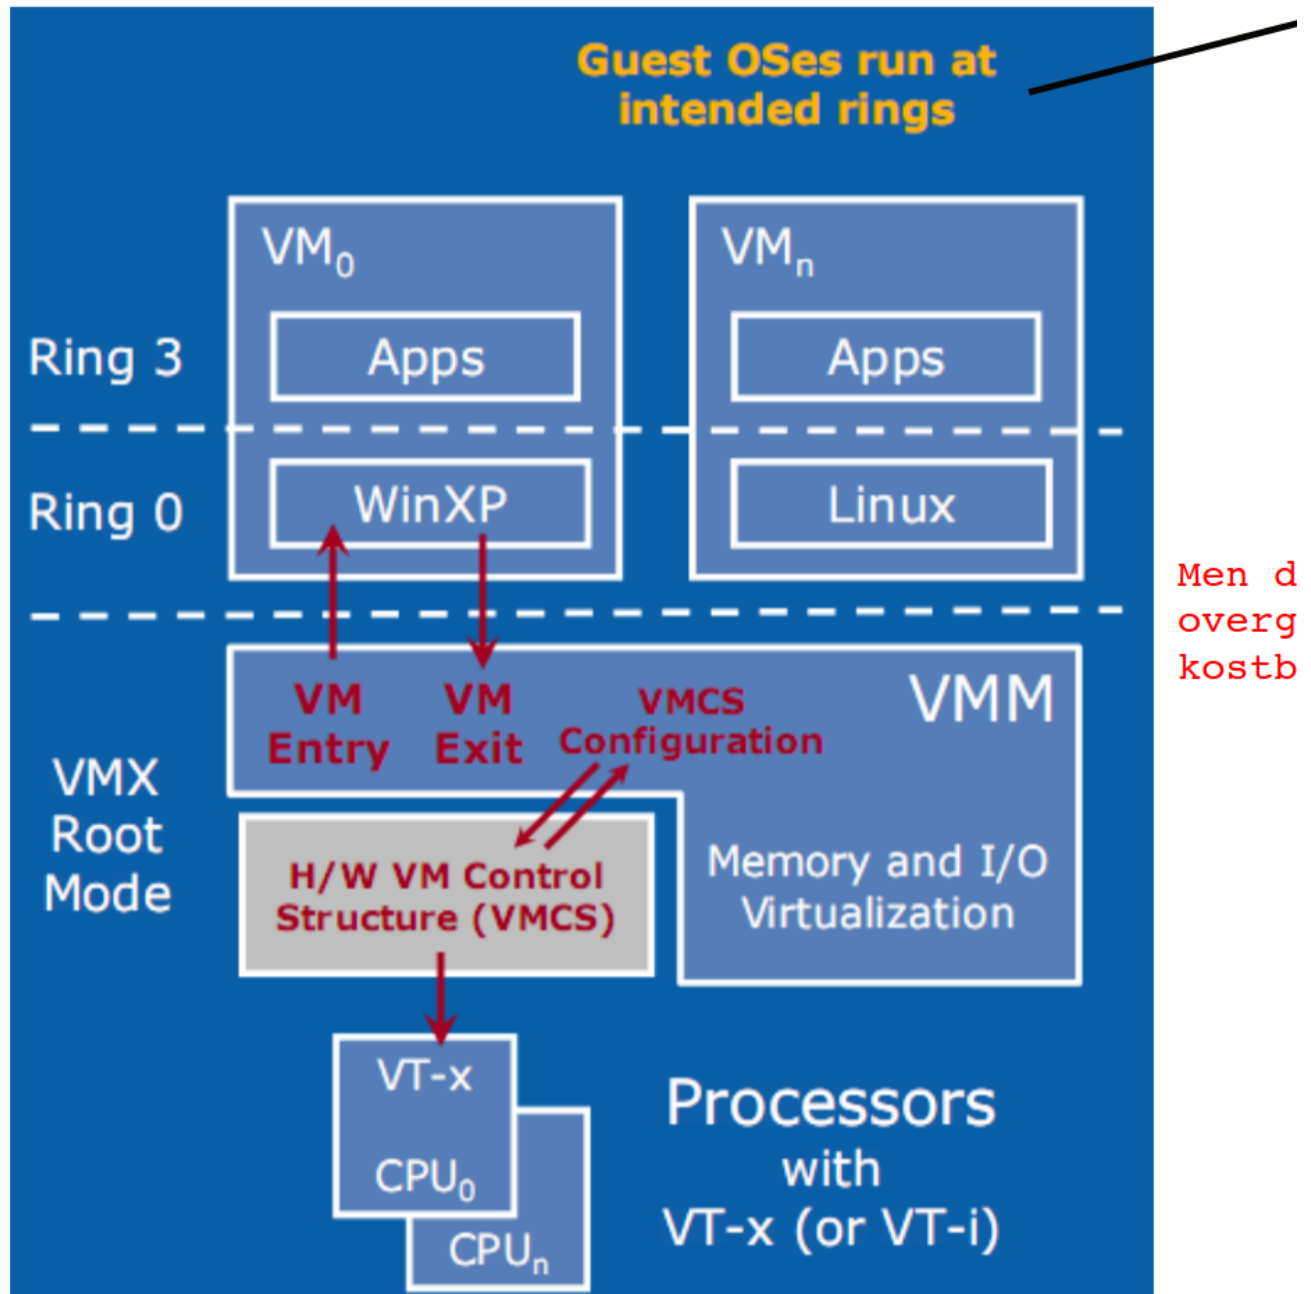 Guest OSes run at
intended rings
VM₀
VMₙ
Ring 3
Apps
Apps
Ring 0
WinXP
Linux
VM
Entry
VM
Exit
VMCS
Configuration
VMM
VMX
Root
Mode
H/W VM Control
Structure (VMCS)
Memory and I/O
Virtualization
VT-x
CPU₀
CPUₙ
Processors
with
VT-x (or VT-i)
Men d
overg
kostb